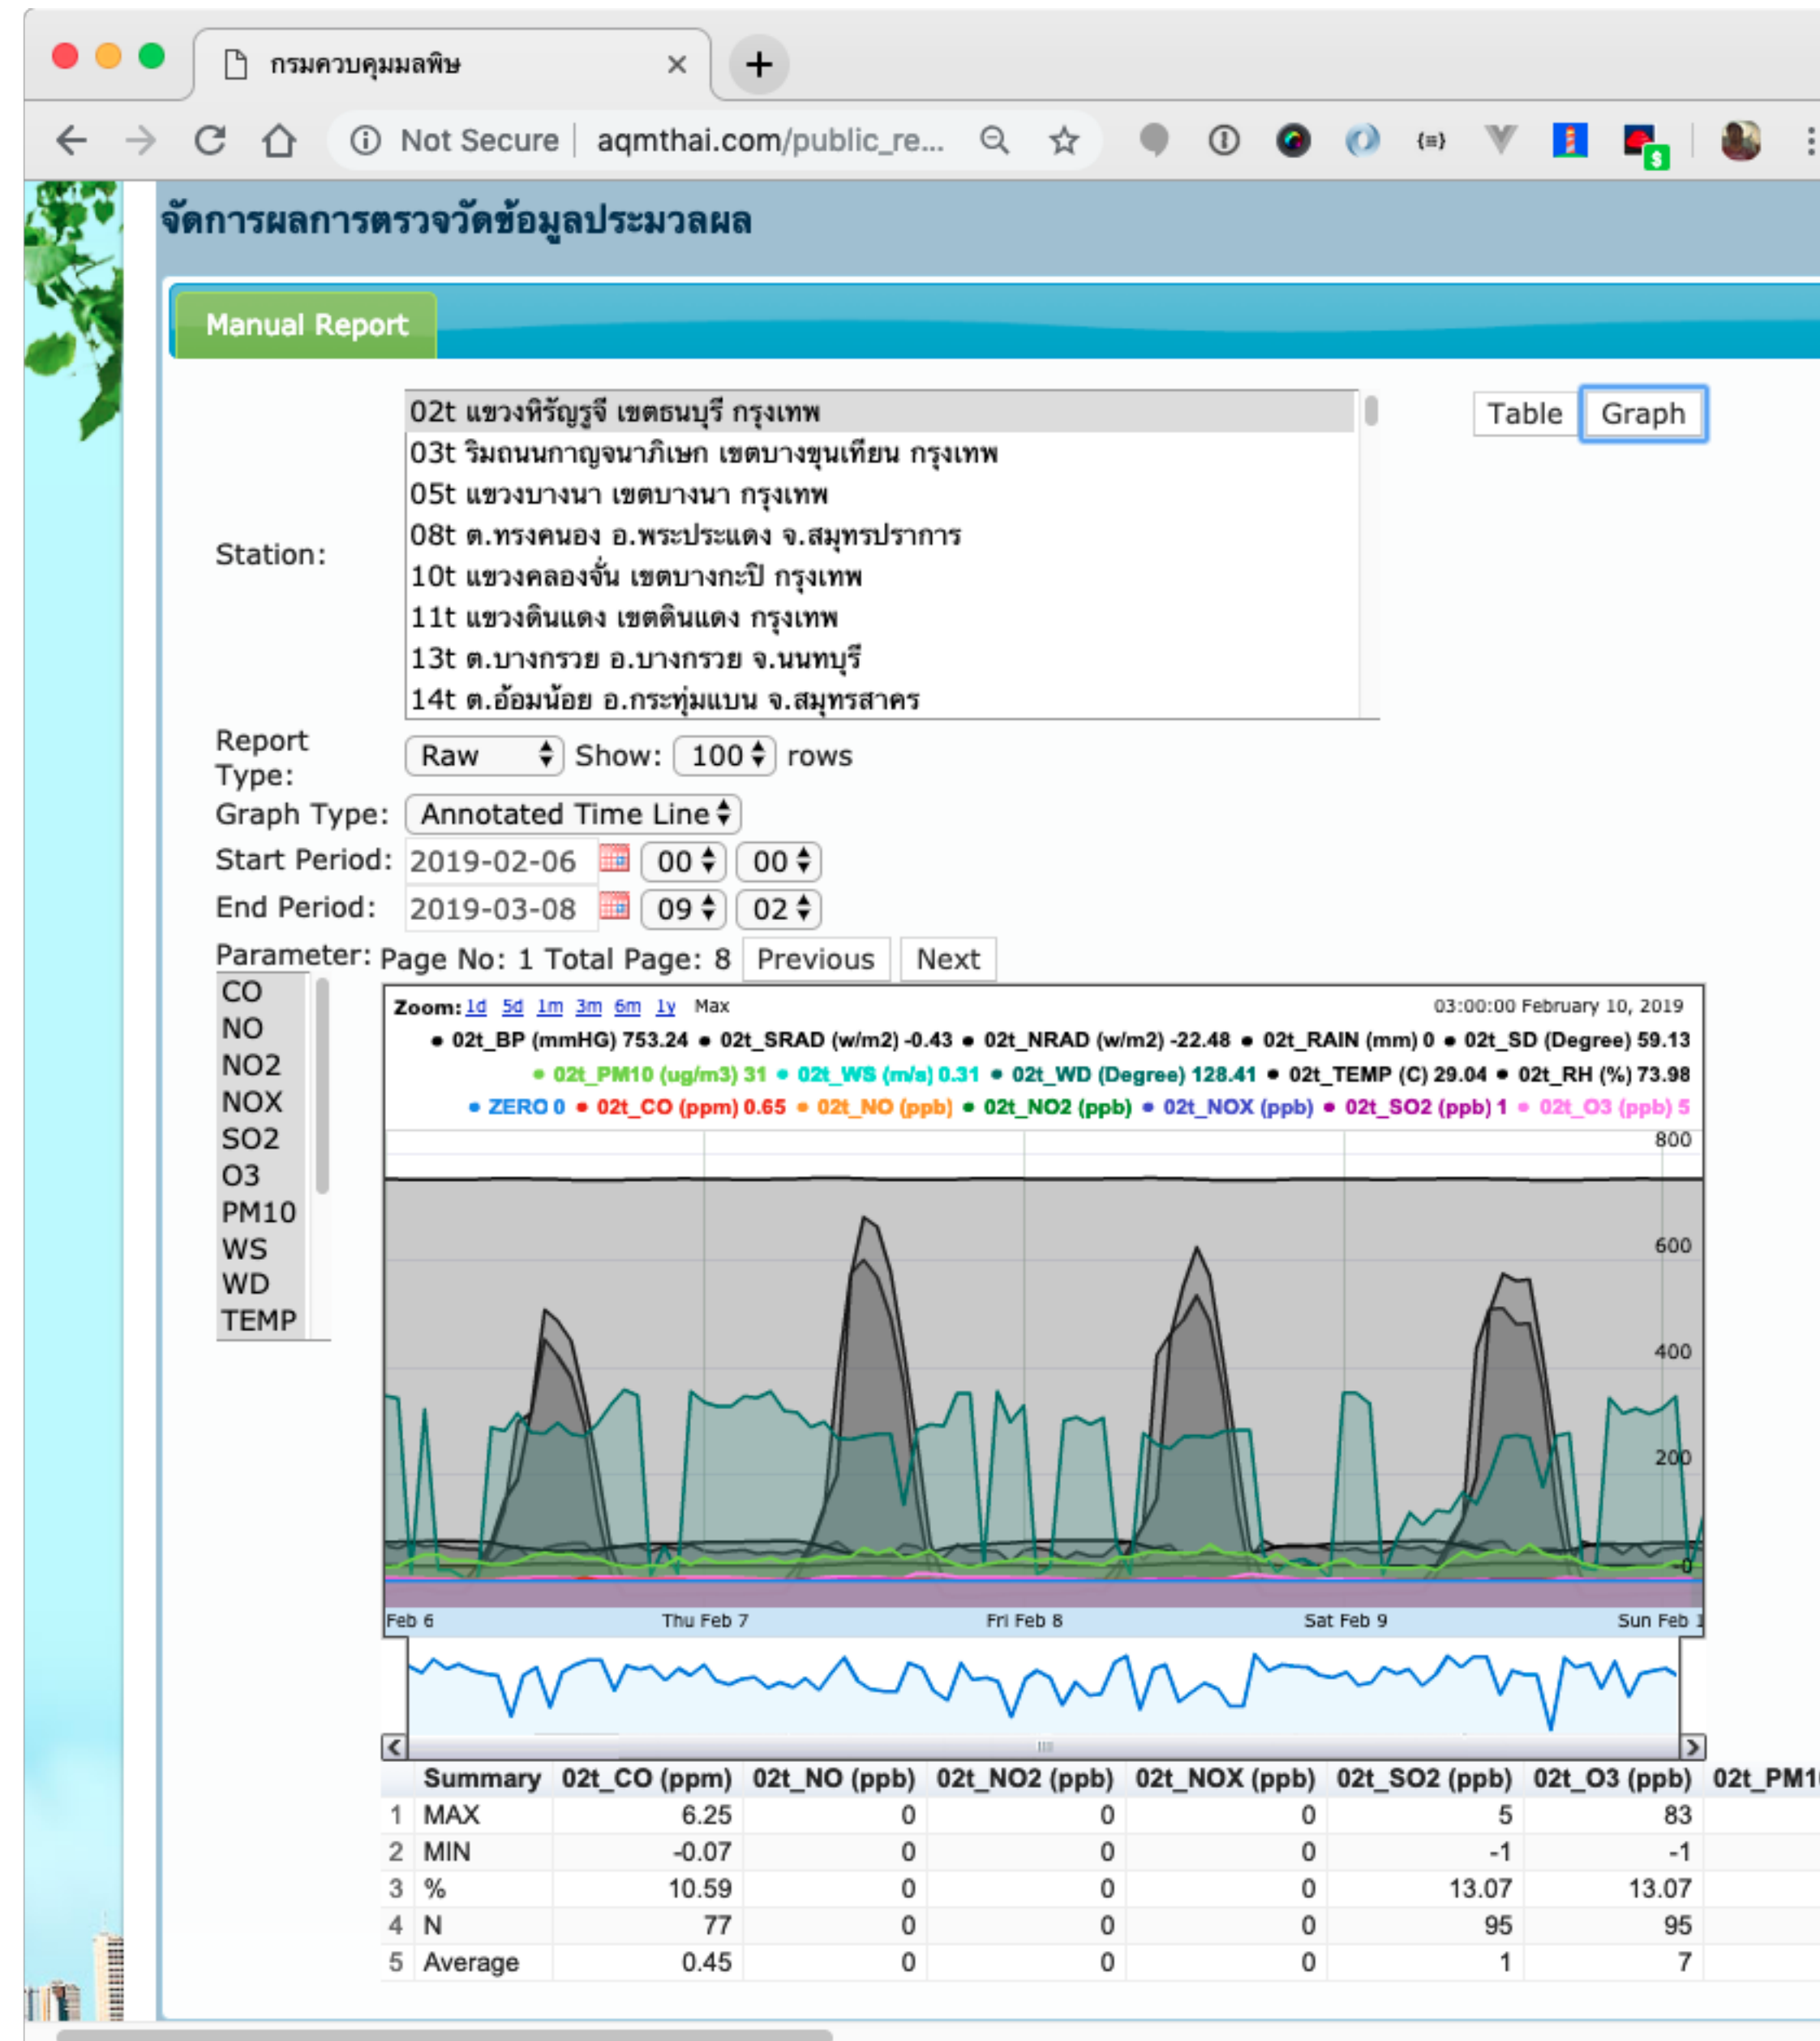 กรมควบคุมมลพิษ
Not Secure | aqmthai.com/public_re...
จัดการผลการตรวจวัดข้อมูลประมวลผล
Manual Report
Station:
02t แขวงหิรัญรูจี เขตธนบุรี กรุงเทพ
03t ริมถนนกาญจนาภิเษก เขตบางขุนเทียน กรุงเทพ
05t แขวงบางนา เขตบางนา กรุงเทพ
08t ต.ทรงคนอง อ.พระประแดง จ.สมุทรปราการ
10t แขวงคลองจั่น เขตบางกะปิ กรุงเทพ
11t แขวงดินแดง เขตดินแดง กรุงเทพ
13t ต.บางกรวย อ.บางกรวย จ.นนทบุรี
14t ต.อ้อมน้อย อ.กระทุ่มแบน จ.สมุทรสาคร
Table Graph
Report Type: Raw Show: 100 rows
Graph Type: Annotated Time Line
Start Period: 2019-02-06 00 00
End Period: 2019-03-08 09 02
Parameter: Page No: 1 Total Page: 8 Previous Next
CO
NO
NO2
NOX
SO2
O3
PM10
WS
WD
TEMP
Zoom: 1d 5d 1m 3m 6m 1y Max 03:00:00 February 10, 2019
● 02t_BP (mmHG) 753.24 ● 02t_SRAD (w/m2) -0.43 ● 02t_NRAD (w/m2) -22.48 ● 02t_RAIN (mm) 0 ● 02t_SD (Degree) 59.13
● 02t_PM10 (ug/m3) 31 ● 02t_WS (m/s) 0.31 ● 02t_WD (Degree) 128.41 ● 02t_TEMP (C) 29.04 ● 02t_RH (%) 73.98
● ZERO 0 ● 02t_CO (ppm) 0.65 ● 02t_NO (ppb) ● 02t_NO2 (ppb) ● 02t_NOX (ppb) ● 02t_SO2 (ppb) 1 ● 02t_O3 (ppb) 5
800
600
400
200
-0
Feb 6 Thu Feb 7 Fri Feb 8 Sat Feb 9 Sun Feb 1
Summary 02t_CO (ppm) 02t_NO (ppb) 02t_NO2 (ppb) 02t_NOX (ppb) 02t_SO2 (ppb) 02t_O3 (ppb) 02t_PM1
1 MAX 6.25 0 0 0 5 83
2 MIN -0.07 0 0 0 -1 -1
3 % 10.59 0 0 0 13.07 13.07
4 N 77 0 0 0 95 95
5 Average 0.45 0 0 0 1 7